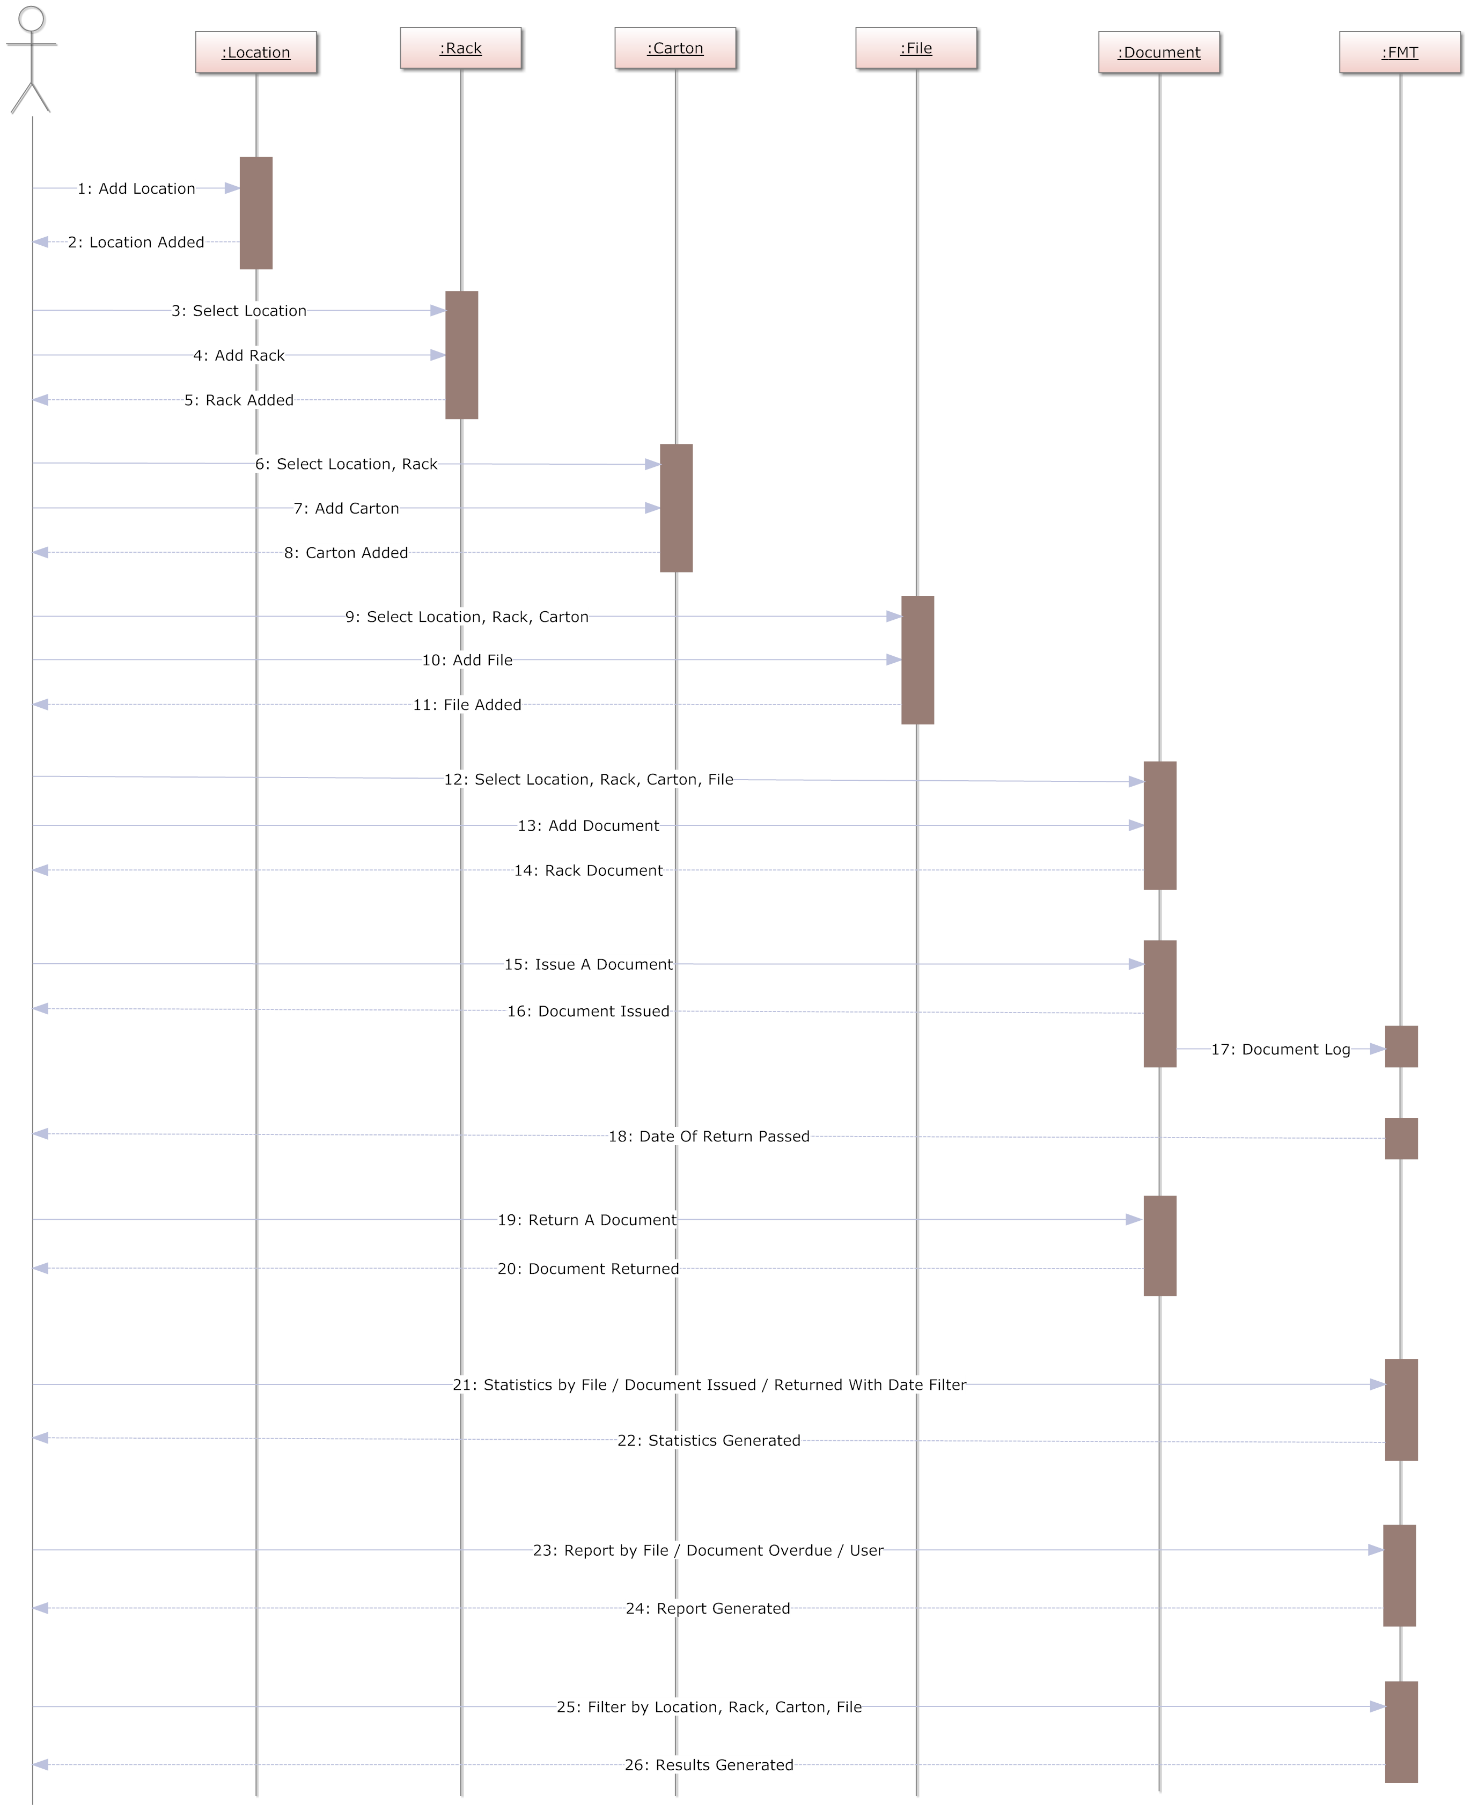 :Location
:Rack
:Carton
:File
:Document
:FMT
1: Add Location
2: Location Added
3: Select Location
4: Add Rack
5: Rack Added
6: Select Location, Rack
7: Add Carton
8: Carton Added
9: Select Location, Rack, Carton
10: Add File
11: File Added
12: Select Location, Rack, Carton, File
13: Add Document
14: Rack Document
15: Issue A Document
16: Document Issued
17: Document Log
18: Date Of Return Passed
19: Return A Document
20: Document Returned
21: Statistics by File / Document Issued / Returned With Date Filter
22: Statistics Generated
23: Report by File / Document Overdue / User
24: Report Generated
25: Filter by Location, Rack, Carton, File
26: Results Generated